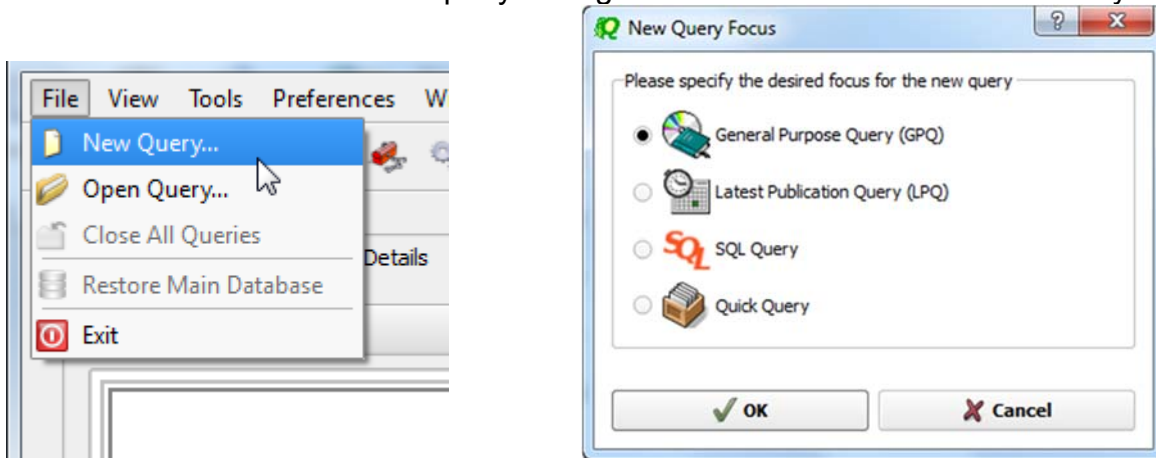 New Query Focus
File View Tools Preferences
New Query...
Open Query...
Close All Queries
Details
Restore Main Database
Exit
Please specify the desired focus for the new query
General Purpose Query (GPQ)
Latest Publication Query (LPQ)
SQL SQL Query
Quick Query
OK Cancel